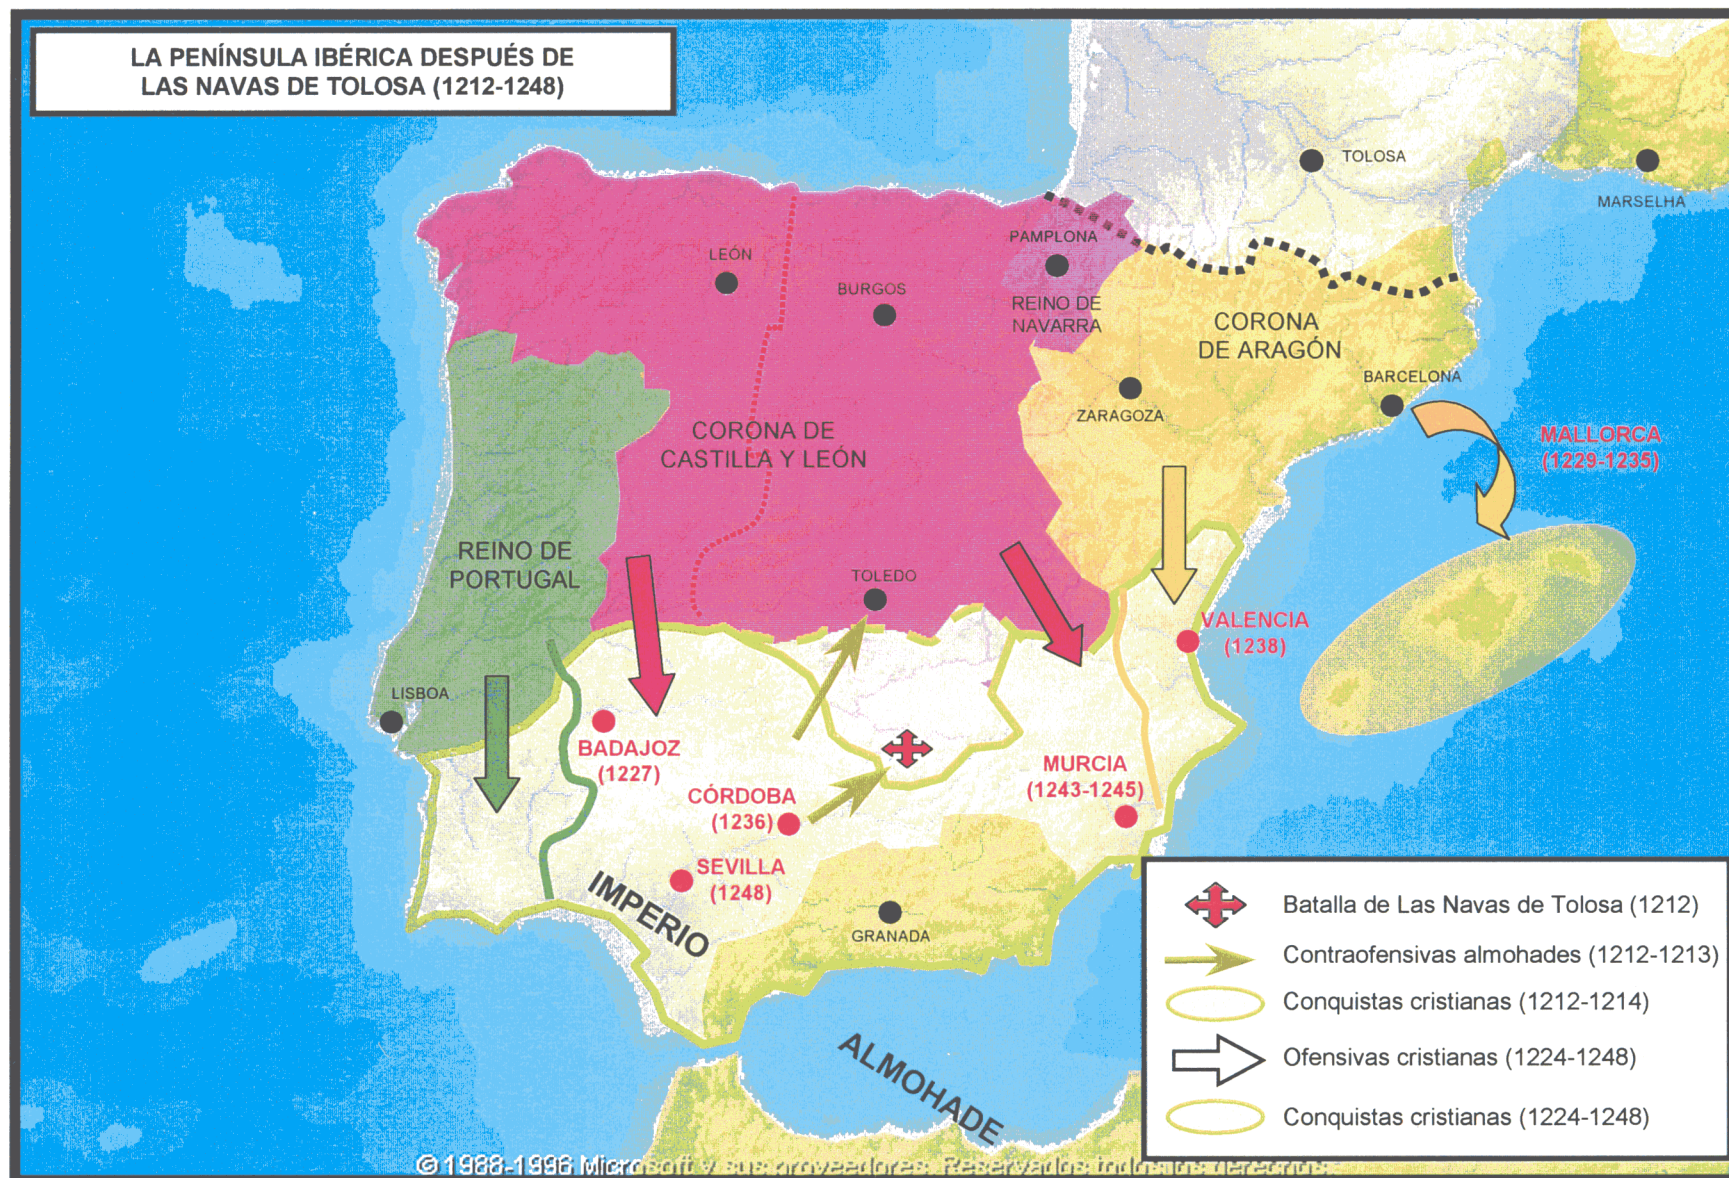 LA PENÍNSULA IBÉRICA DESPUÉS DE
LAS NAVAS DE TOLOSA (1212-1248)
TOLOSA
MARSELHA
PAMPLONA
LEÓN
BURGOS
REINO DE
NAVARRA
CORONA
DE ARAGÓN
BARCELONA
ZARAGOZA
MALLORCA
(1229-1235)
CORONA DE
CASTILLA Y LEÓN
REINO DE
PORTUGAL
TOLEDO
VALENCIA
(1238)
LISBOA
BADAJOZ
(1227)
MURCIA
(1243-1245)
CÓRDOBA
(1236)
SEVILLA
(1248)
IMPERIO
GRANADA
ALMOHADE
Batalla de Las Navas de Tolosa (1212)
Contraofensivas almohades (1212-1213)
Conquistas cristianas (1212-1214)
Ofensivas cristianas (1224-1248)
Conquistas cristianas (1224-1248)
© 1988-1996 Microsoft y sus proveedores. Reservados todos los derechos.